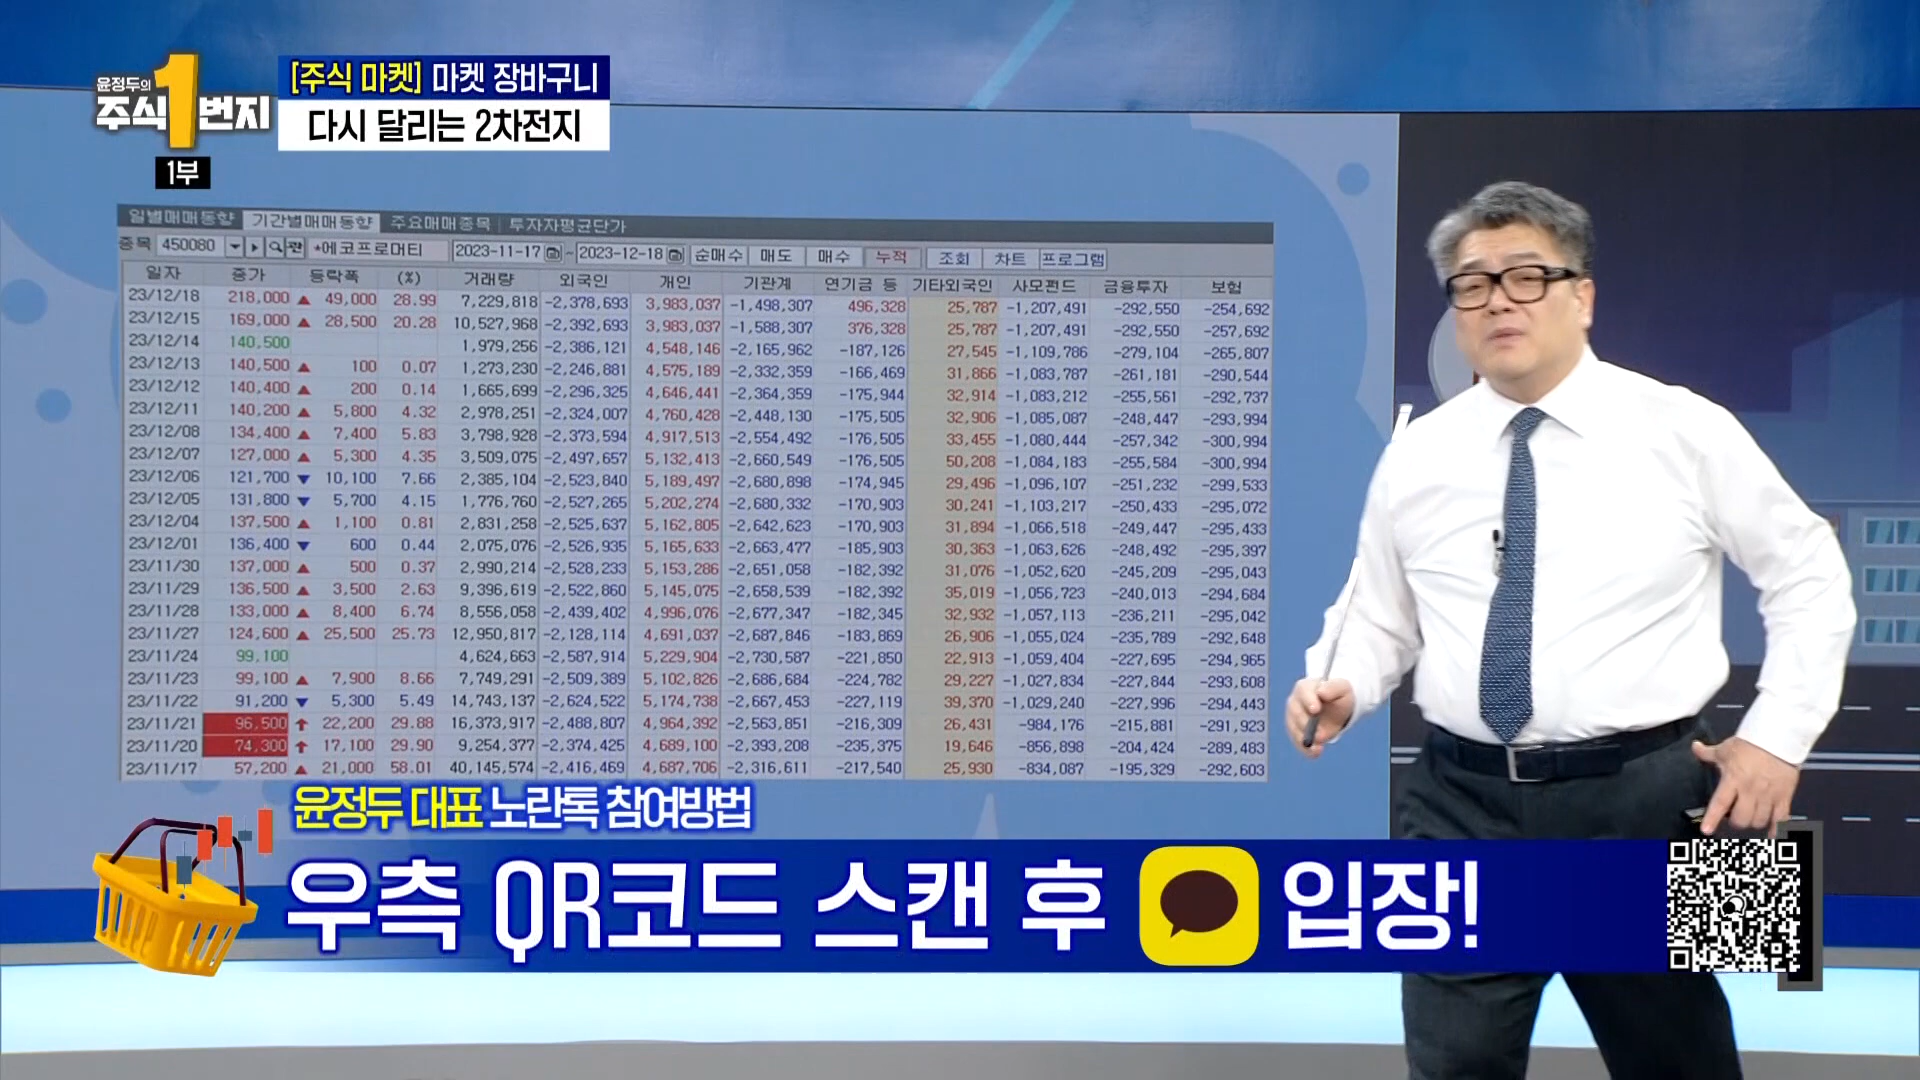 윤정두의
주식1번지
1부
[주식 마켓] 마켓 장바구니
다시 달리는 2차전지
일별매매동향 기간별매매동향 주요매매종목 투자자평균단가
종목 450080 관 *에코프로머티 2023-11-17 ~ 2023-12-18 순매수 매도 매수 누적 조회 차트 프로그램
일자 종가 등락폭 (%) 거래량 외국인 개인 기관계 연기금 등 기타외국인 사모펀드 금융투자 보험
23/12/18 218,000 ▲ 49,000 28.99 7,229,818 -2,378,693 3,983,037 -1,498,307 496,328 25,787 -1,207,491 -292,550 -254,692
23/12/15 169,000 ▲ 28,500 20.28 10,527,968 -2,392,693 3,983,037 -1,588,307 376,328 25,787 -1,207,491 -292,550 -257,692
23/12/14 140,500 1,979,256 -2,386,121 4,548,146 -2,165,962 -187,126 27,545 -1,109,786 -279,104 -265,807
23/12/13 140,500 ▲ 100 0.07 1,273,230 -2,246,881 4,575,189 -2,332,359 -166,469 31,866 -1,083,787 -261,181 -290,544
23/12/12 140,400 ▲ 200 0.14 1,665,699 -2,296,325 4,646,441 -2,364,359 -175,944 32,914 -1,083,212 -255,561 -292,737
23/12/11 140,200 ▲ 5,800 4.32 2,978,251 -2,324,007 4,760,428 -2,448,130 -175,505 32,906 -1,085,087 -248,447 -293,994
23/12/08 134,400 ▲ 7,400 5.83 3,798,928 -2,373,594 4,917,513 -2,554,492 -176,505 33,455 -1,080,444 -257,342 -300,994
23/12/07 127,000 ▲ 5,300 4.35 3,509,075 -2,497,657 5,132,413 -2,660,549 -176,505 50,208 -1,084,183 -255,584 -300,994
23/12/06 121,700 ▼ 10,100 7.66 2,385,104 -2,523,840 5,189,497 -2,680,898 -174,945 29,496 -1,096,107 -251,232 -299,533
23/12/05 131,800 ▼ 5,700 4.15 1,776,760 -2,527,265 5,202,274 -2,680,332 -170,903 30,241 -1,103,217 -250,433 -295,072
23/12/04 137,500 ▲ 1,100 0.81 2,831,258 -2,525,637 5,162,805 -2,642,623 -170,903 31,894 -1,066,518 -249,447 -295,433
23/12/01 136,400 ▼ 600 0.44 2,075,076 -2,526,935 5,165,633 -2,663,477 -185,903 30,363 -1,063,626 -248,492 -295,397
23/11/30 137,000 ▲ 500 0.37 2,990,214 -2,528,233 5,153,286 -2,651,058 -182,392 31,076 -1,052,620 -245,209 -295,043
23/11/29 136,500 ▲ 3,500 2.63 9,396,619 -2,522,860 5,145,075 -2,658,539 -182,392 35,019 -1,056,723 -240,013 -294,684
23/11/28 133,000 ▲ 8,400 6.74 8,556,058 -2,439,402 4,996,076 -2,677,347 -182,345 32,932 -1,057,113 -236,211 -295,042
23/11/27 124,600 ▲ 25,500 25.73 12,950,817 -2,128,114 4,691,037 -2,687,846 -183,869 26,906 -1,055,024 -235,789 -292,648
23/11/24 99,100 4,624,663 -2,587,914 5,229,904 -2,730,587 -221,850 22,913 -1,059,404 -227,695 -294,965
23/11/23 99,100 ▲ 7,900 8.66 7,749,291 -2,509,389 5,102,826 -2,686,684 -224,782 29,227 -1,027,834 -227,844 -293,608
23/11/22 91,200 ▼ 5,300 5.49 14,743,137 -2,624,522 5,174,738 -2,667,453 -227,119 39,370 -1,029,240 -227,996 -294,443
23/11/21 96,500 ↑ 22,200 29.88 16,373,917 -2,488,807 4,964,392 -2,563,851 -216,309 26,431 -984,176 -215,881 -291,923
23/11/20 74,300 ↑ 17,100 29.90 9,254,377 -2,374,425 4,689,100 -2,393,208 -235,375 19,646 -856,898 -204,424 -289,483
23/11/17 57,200 ▲ 21,000 58.01 40,145,574 -2,416,469 4,687,706 -2,316,611 -217,540 25,930 -834,087 -195,329 -292,603
윤정두 대표 노란톡 참여방법
우측 QR코드 스캔 후 입장!